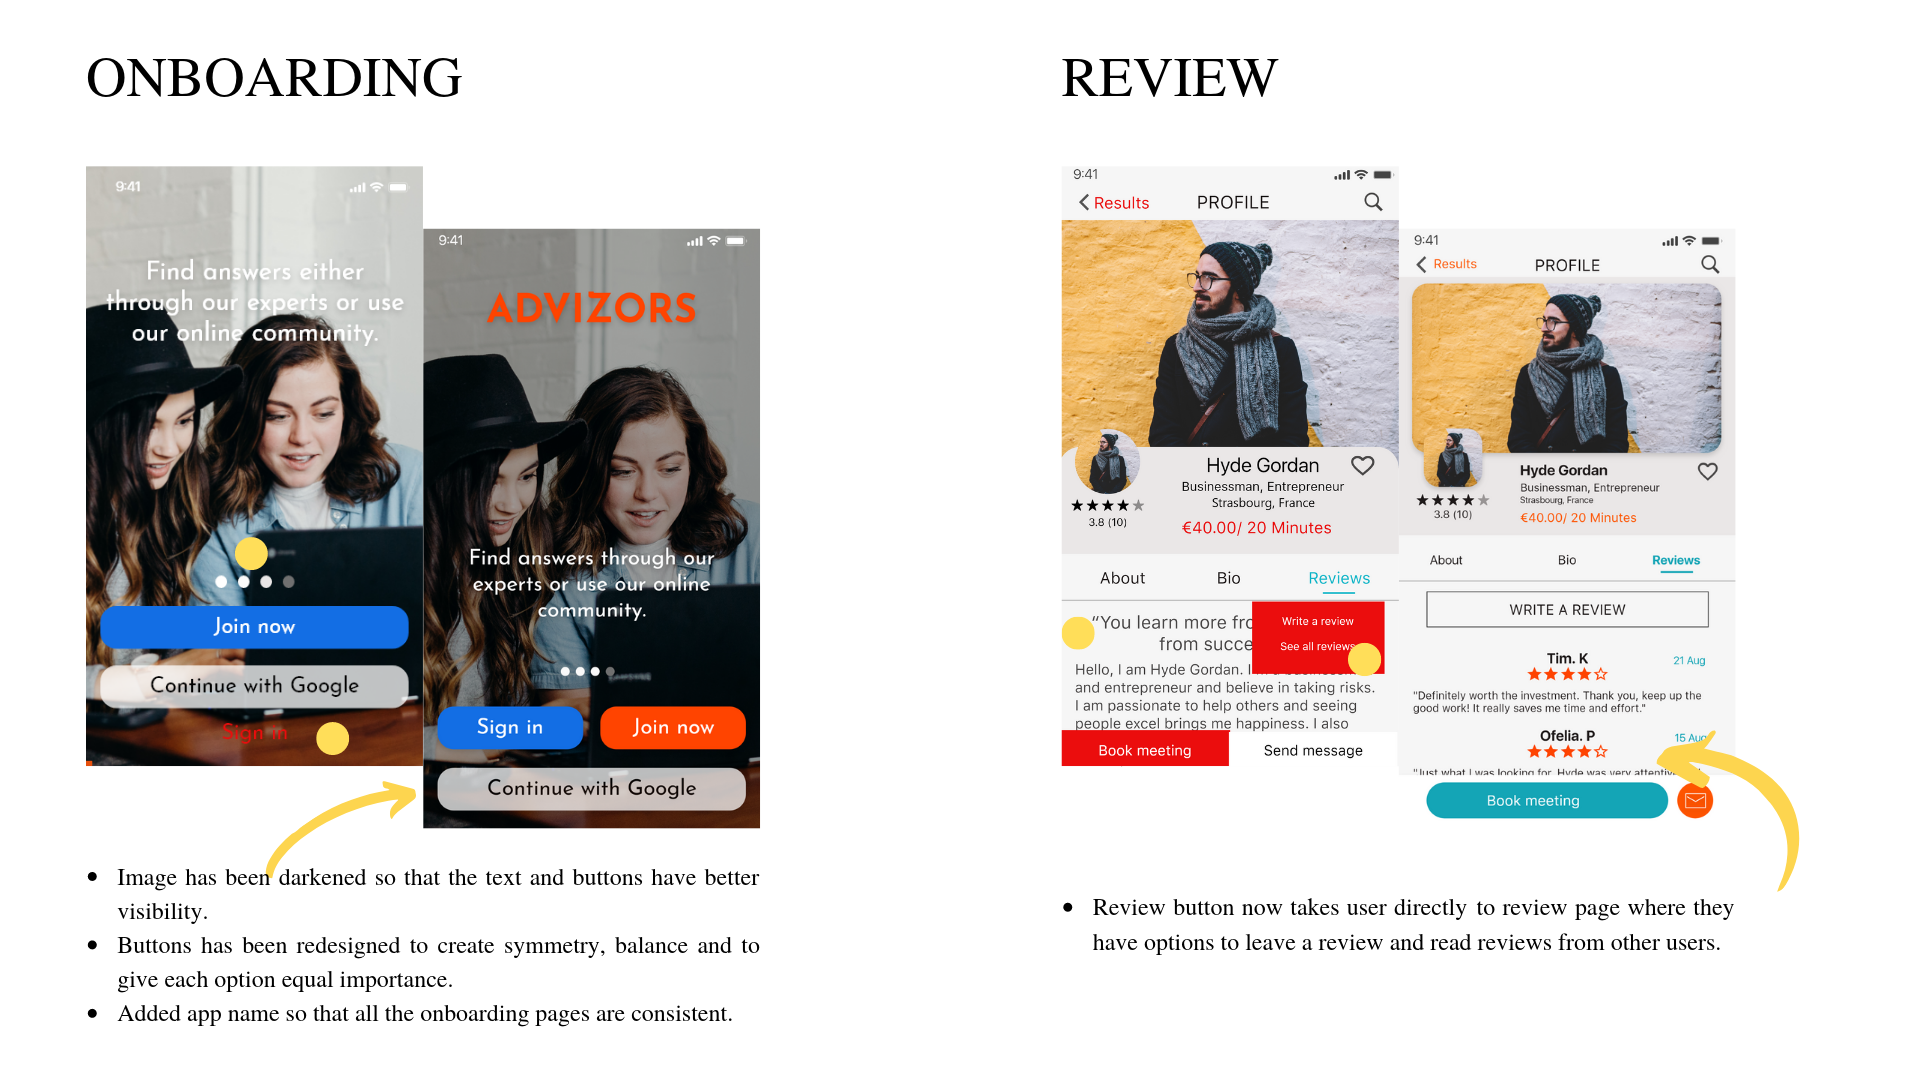 ONBOARDING
9:41
Find answers either
through our experts or use
our online community.
Join now
Continue with Google
Sign in
9:41
ADVIZORS
Find answers through our
experts or use our online
community.
Sign in
Join now
Continue with Google
Image has been darkened so that the text and buttons have better
visibility.
Buttons has been redesigned to create symmetry, balance and to
give each option equal importance.
Added app name so that all the onboarding pages are consistent.
REVIEW
9:41
Results
PROFILE
Hyde Gordan
Businessman, Entrepreneur
Strasbourg, France
3.8 (10)
€40.00/ 20 Minutes
About
Bio
Reviews
Write a review
See all reviews
"You learn more
from
Hello, I am Hyde Gordan.
and entrepreneur and believe in taking risks.
I am passionate to help others and seeing
people excel brings me happiness. I also
Book meeting
Send message
9:41
Results
PROFILE
Hyde Gordan
Businessman, Entrepreneur
Strasbourg, France
3.8 (10)
€40.00/ 20 Minutes
About
Bio
Reviews
WRITE A REVIEW
Tim. K
21 Aug
"Definitely worth the investment. Thank you, keep up the
good work! It really saves me time and effort."
Ofelia. P
15 Aug
"Just what I was looking for. Hyde was very
Book meeting
Review button now takes user directly to review page where they
have options to leave a review and read reviews from other users.